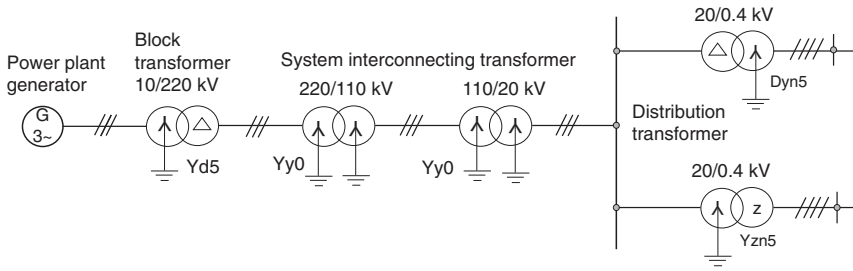 Power plant
generator
G
3~
Block
transformer
10/220 kV
Yd5
System interconnecting transformer
220/110 kV
Yy0
110/20 kV
Yy0
20/0.4 kV
Dyn5
Distribution
transformer
20/0.4 kV
z
Yzn5